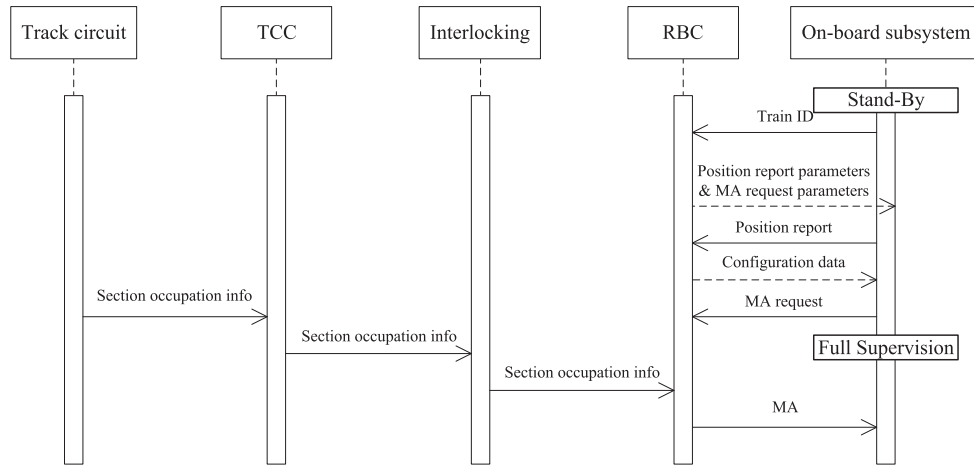 Track circuit
TCC
Interlocking
RBC
On-board subsystem
Stand-By
Train ID
Position report parameters
& MA request parameters
Position report
Configuration data
Section occupation info
MA request
Section occupation info
Full Supervision
Section occupation info
MA